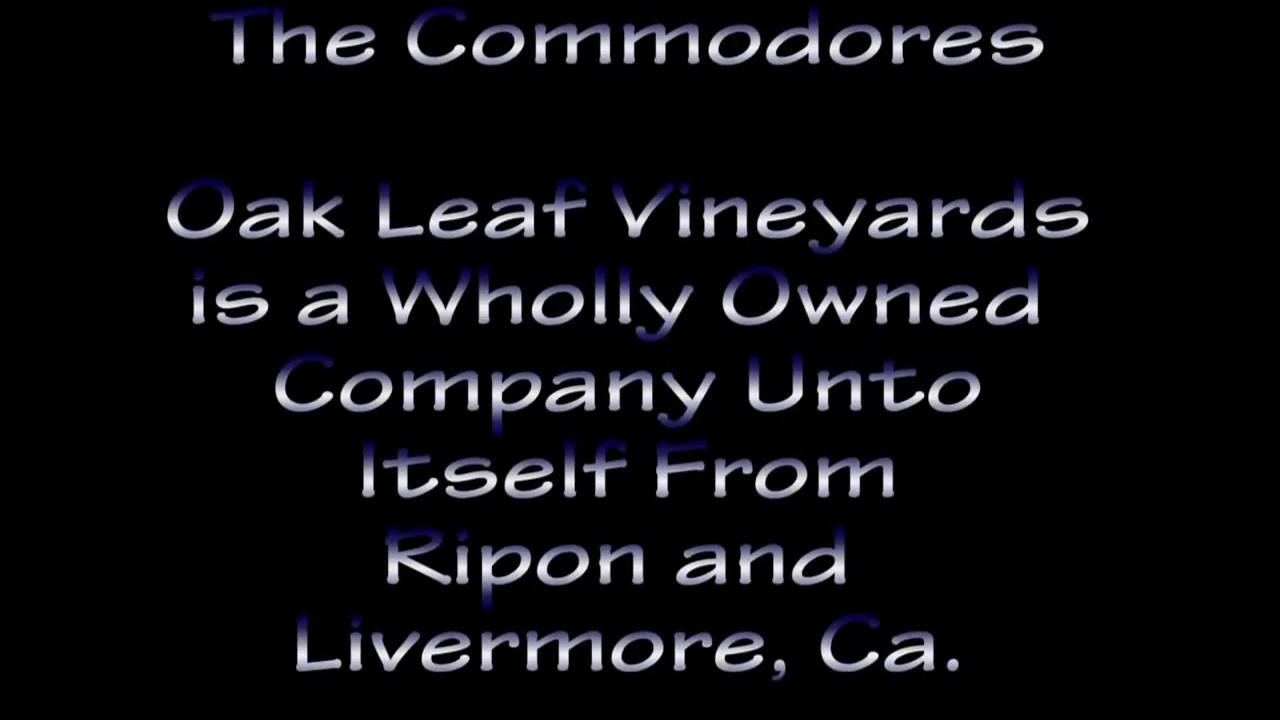 The Commodores
Oak Leaf Vineyards
is a Wholly Owned
Company Unto
Itself From
Ripon and
Livermore, Ca.